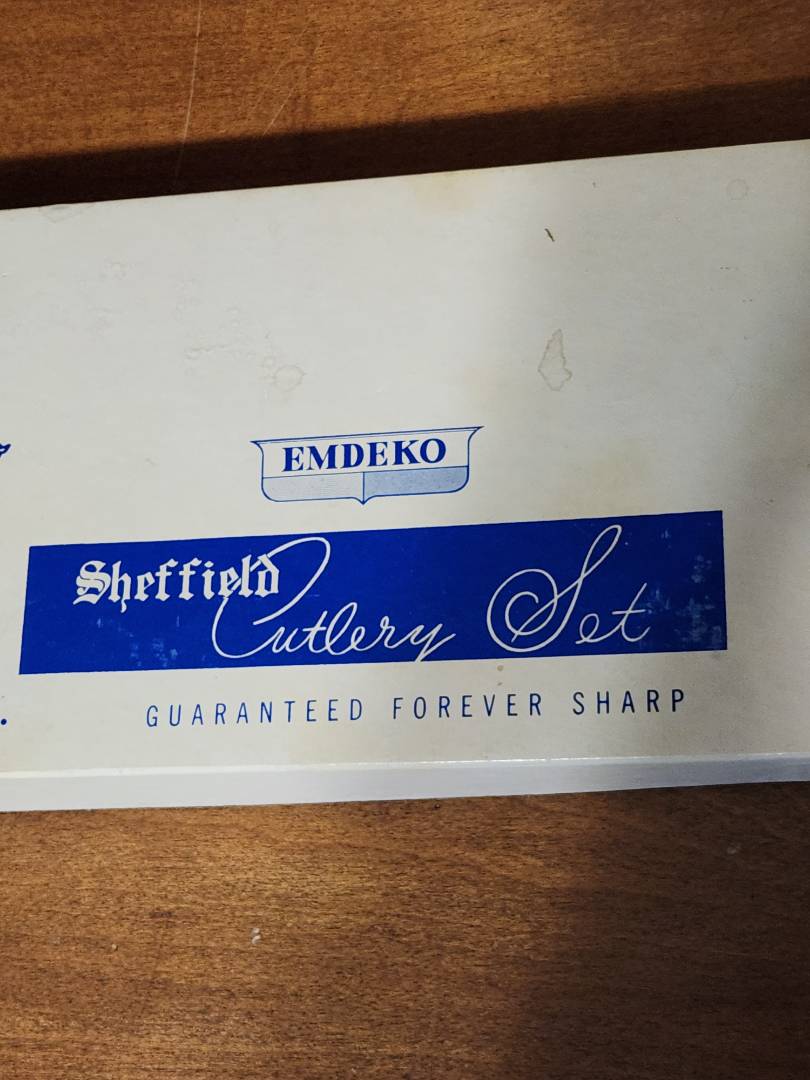 EMDEKO
Sheffield
Cutlery Set
GUARANTEED FOREVER SHARP